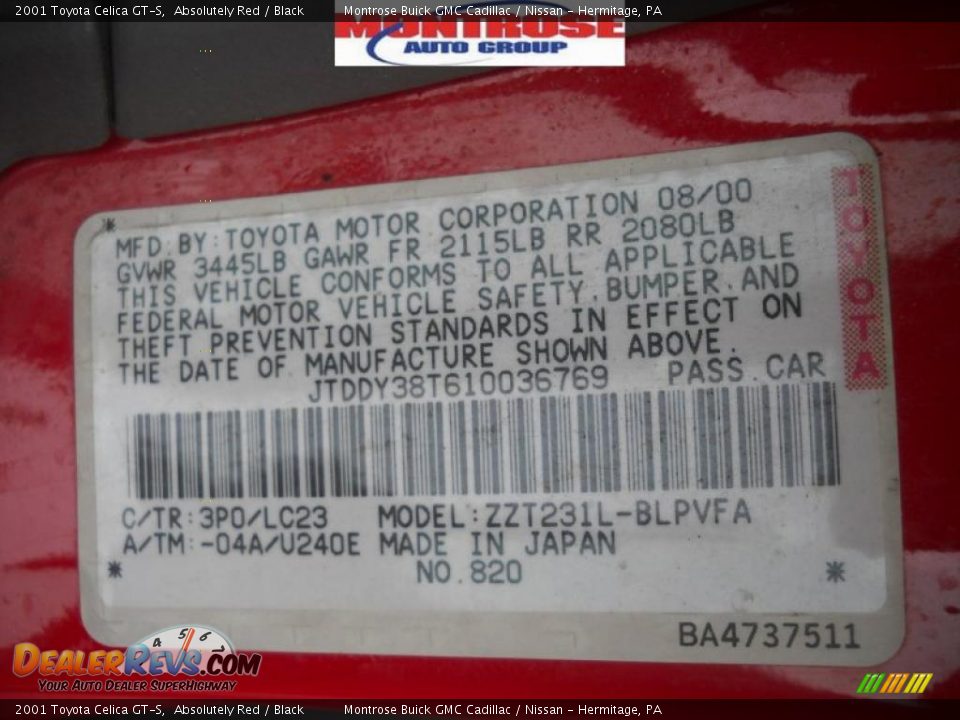 2001 Toyota Celica GT-S, Absolutely Red / Black Montrose Buick GMC Cadillac / Nissan - Hermitage, PA
MONTROSE
AUTO GROUP
MFD.BY:TOYOTA MOTOR CORPORATION 08/00
GVWR 3445LB GAWR FR 2115LB RR 2080LB
THIS VEHICLE CONFORMS TO ALL APPLICABLE
FEDERAL MOTOR VEHICLE SAFETY.BUMPER.AND
THEFT PREVENTION STANDARDS IN EFFECT ON
THE DATE OF MANUFACTURE SHOWN ABOVE.
JTDDY38T610036769 PASS.CAR
TOYOTA
C/TR:3P0/LC23 MODEL:ZZT231L-BLPVFA
A/TM:-04A/U240E MADE IN JAPAN
NO.820
BA4737511
4 5 6 7
DEALERREVS.COM
YOUR AUTO DEALER SUPERHIGHWAY
2001 Toyota Celica GT-S, Absolutely Red / Black Montrose Buick GMC Cadillac / Nissan - Hermitage, PA